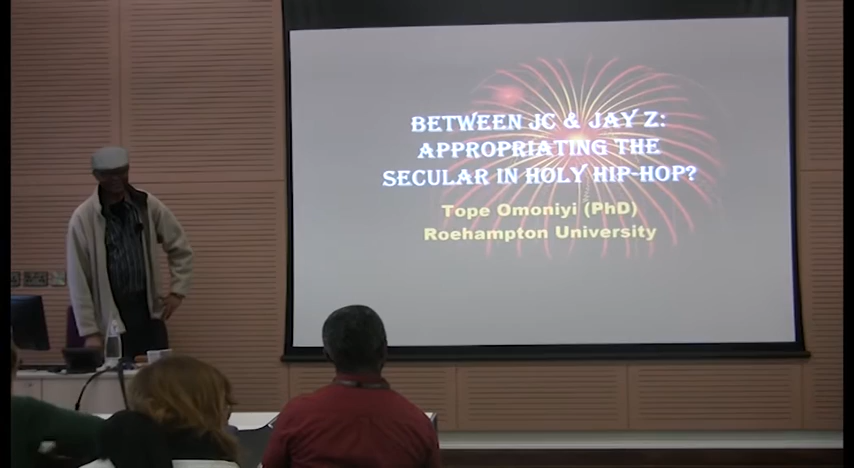 BETWEEN JC & JAY Z:
APPROPRIATING THE
SECULAR IN HOLY HIP-HOP?
Tope Omoniyi (PhD)
Roehampton University